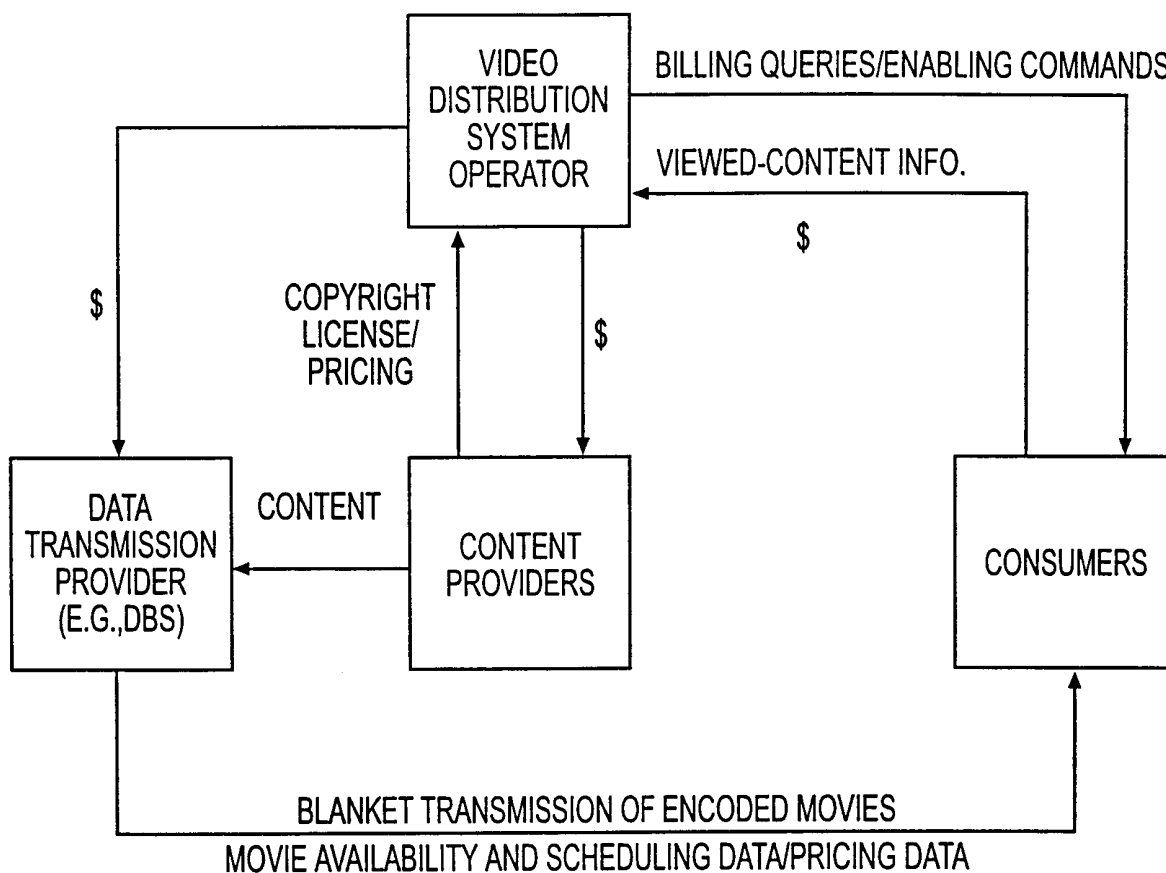 VIDEO
DISTRIBUTION
SYSTEM
OPERATOR
BILLING QUERIES/ENABLING COMMANDS
VIEWED-CONTENT INFO.
$
$
COPYRIGHT
LICENSE/
PRICING
$
DATA
TRANSMISSION
PROVIDER
(E.G.,DBS)
CONTENT
CONTENT
PROVIDERS
CONSUMERS
BLANKET TRANSMISSION OF ENCODED MOVIES
MOVIE AVAILABILITY AND SCHEDULING DATA/PRICING DATA